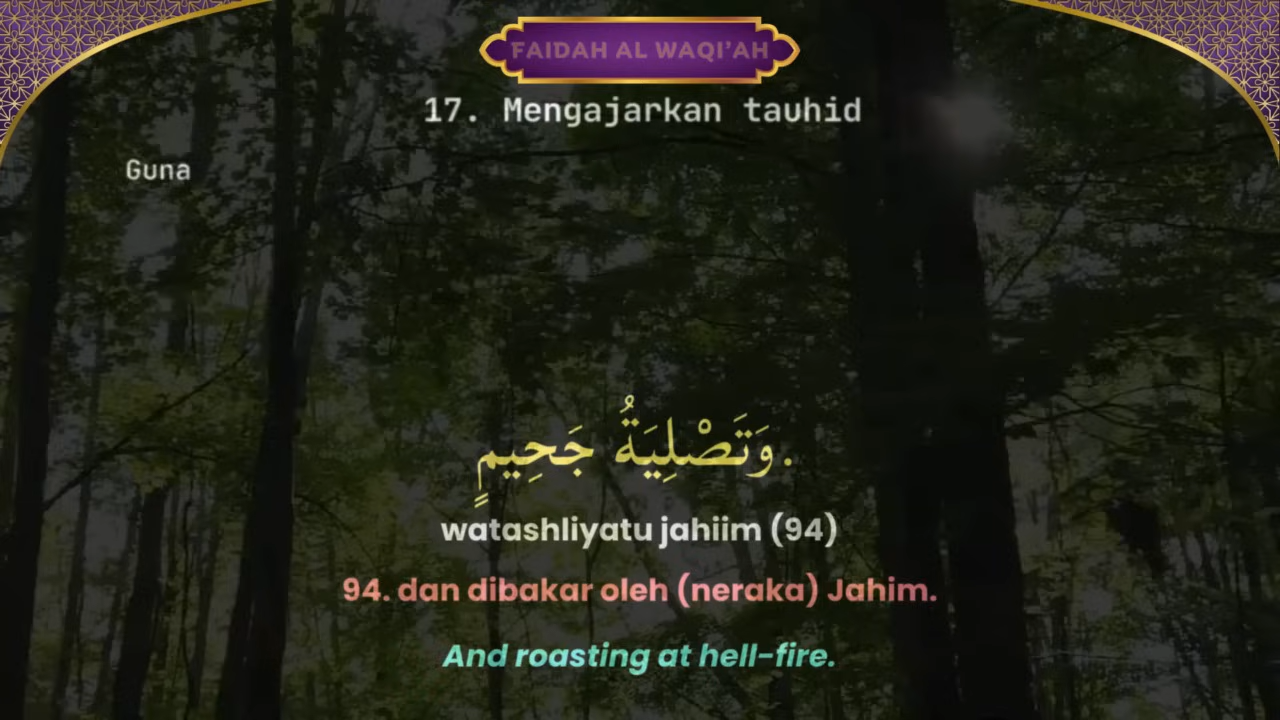 FAIDAH AL WAQI'AH
17. Mengajarkan tauhid
Guna
وَتَصْلِيَةُ جَحِيمٍ.
watashliyatu jahiim (94)
94. dan dibakar oleh (neraka) Jahim.
And roasting at hell-fire.